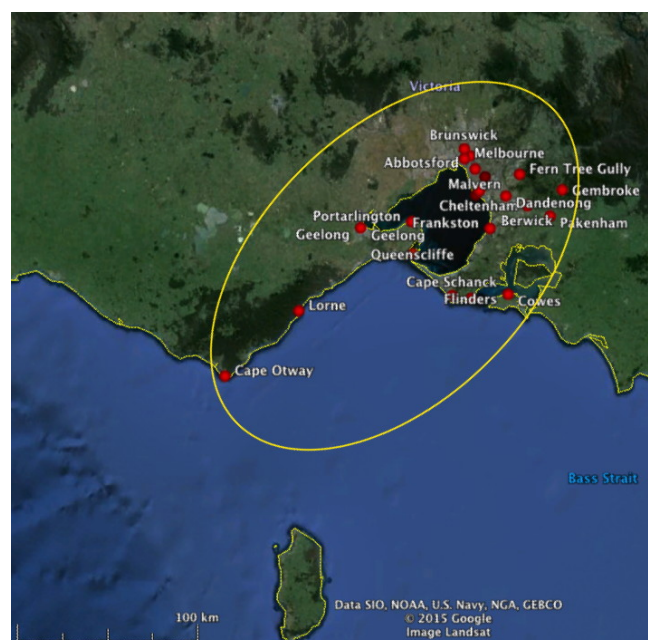 Victoria
Brunswick
Melbourne
Abbotsford
Fern Tree Gully
Malvern
Gembroke
Cheltenham
Dandenong
Portarlington
Frankston
Berwick
Pakenham
Geelong
Geelong
Queenscliffe
Cape Schanck
Flinders
Cowes
Lorne
Cape Otway
Bass Strait
100 km
Data SIO, NOAA, U.S. Navy, NGA, GEBCO
© 2015 Google
Image Landsat